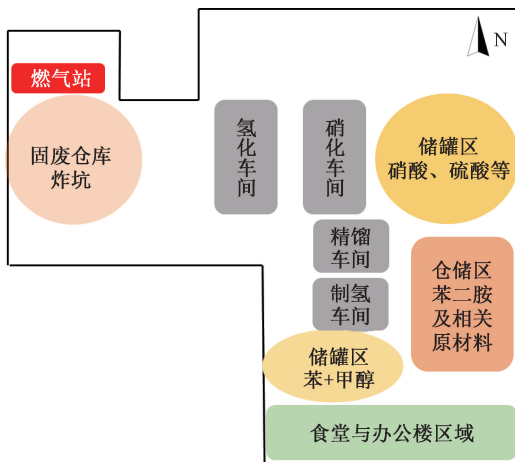 N
燃气站
固废仓库
炸坑
氢化车间
硝化车间
储罐区
硝酸、硫酸等
精馏
车间
制氢
车间
仓储区
苯二胺
及相关
原材料
储罐区
苯+甲醇
食堂与办公楼区域